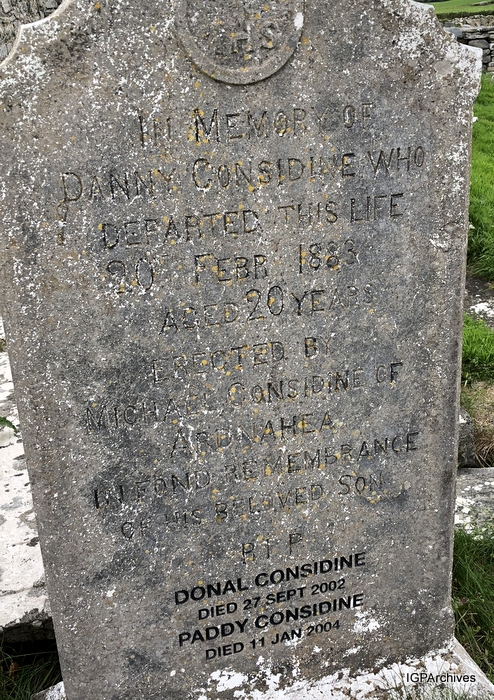 IHS
IN MEMORY OF
DANNY CONSIDINE WHO
DEPARTED THIS LIFE
20TH FEBR 1883
AGED 20 YEARS
ERECTED BY
MICHAEL CONSIDINE OF
ARDNAHEA
IN FOND REMEMBRANCE
OF HIS BELOVED SON
R I P
DONAL CONSIDINE
DIED 27 SEPT 2002
PADDY CONSIDINE
DIED 11 JAN 2004
IGPArchives